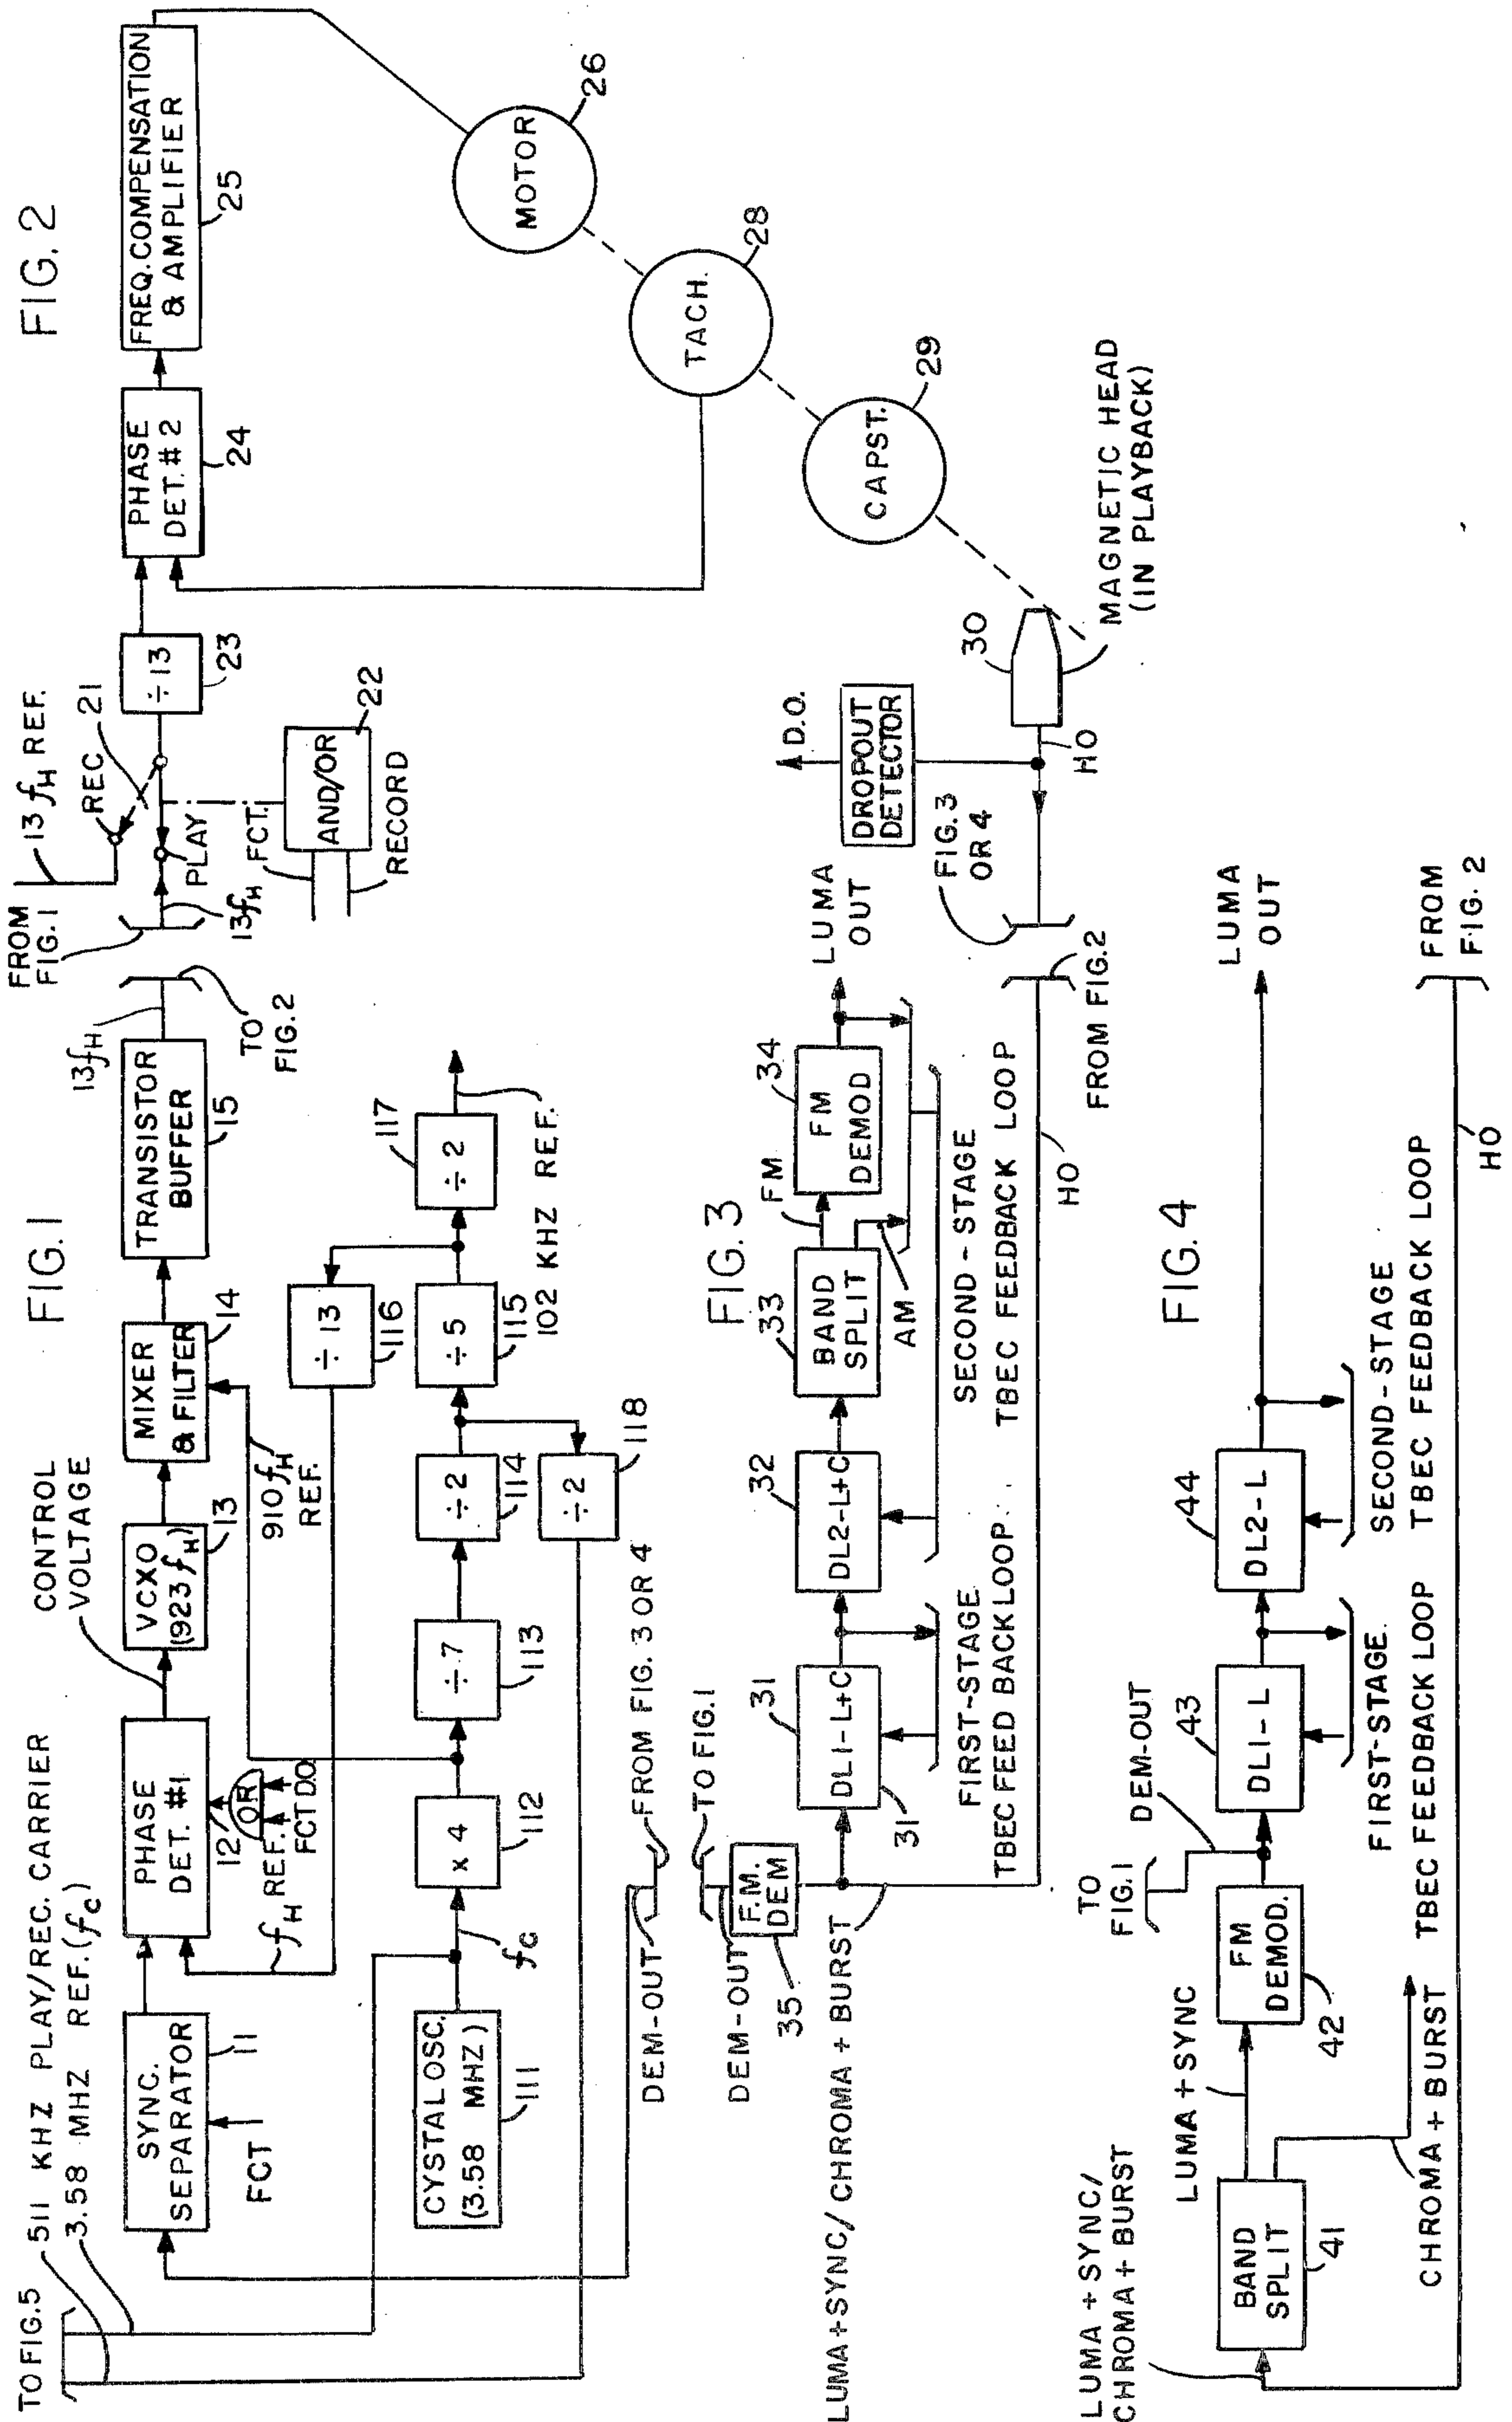 FIG. 1
TO FIG.5
511 KHZ PLAY/REC. CARRIER
3.58 MHZ REF.(fc)
SYNC.
SEPARATOR
11
FCT
PHASE
DET. #1
12
OR
REF.
FCT
D.O
fH
CONTROL
VOLTAGE
VCXO
(923 fH)
13
MIXER
& FILTER
14
910 fH
REF.
TRANSISTOR
BUFFER
15
13fH
TO
FIG.2
CYSTAL OSC.
(3.58 MHZ)
111
fc
x 4
112
÷ 7
113
÷ 2
114
÷ 5
115
÷ 13
116
÷ 2
117
102 KHZ REF.
÷ 2
118
DEM-OUT
FROM FIG. 3 OR 4
FIG. 2
FROM
FIG.1
13fH
13 fH REF.
REC
21
PLAY
FCT.
AND/OR
22
RECORD
÷ 13
23
PHASE
DET. # 2
24
FREQ. COMPENSATION
& AMPLIFIER
25
MOTOR
26
TACH.
28
CAPST.
29
MAGNETIC HEAD
(IN PLAYBACK)
30
HO
D.O.
DROPOUT
DETECTOR
FIG.3
OR 4
FIG. 3
TO FIG.1
DEM-OUT
F.M.
DEM
35
LUMA+SYNC/CHROMA + BURST
DL1-L+C
31
31
FIRST-STAGE
TBEC FEED BACK LOOP
DL2-L+C
32
BAND
SPLIT
33
FM
AM
FM
DEMOD
34
LUMA
OUT
SECOND-STAGE
TBEC FEEDBACK LOOP
HO
FROM FIG.2
FIG. 4
LUMA + SYNC/
CHROMA + BURST
BAND
SPLIT
41
LUMA + SYNC
CHROMA + BURST
FM
DEMOD.
42
TO
FIG.1
DEM-OUT
DL1-L
43
FIRST-STAGE
TBEC FEEDBACK LOOP
DL2-L
44
SECOND-STAGE
TBEC FEEDBACK LOOP
LUMA
OUT
HO
FROM
FIG. 2